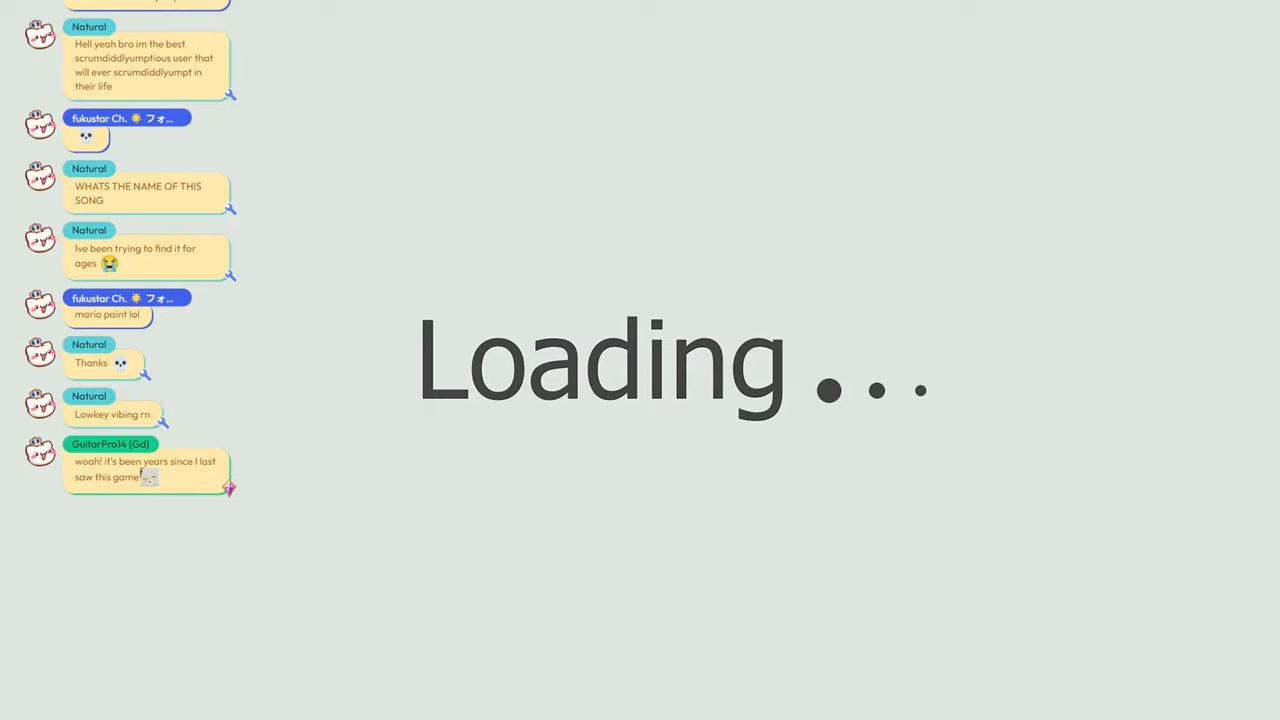 Natural
Hell yeah bro im the best
scrumdiddlyumptious user that
will ever scrumdiddlyumpt in
their life
fukustar Ch. 🌟 フォ...
💀
Natural
WHATS THE NAME OF THIS
SONG
Natural
Ive been trying to find it for
ages 😭
fukustar Ch. 🌟 フォ...
mario paint lol
Natural
Thanks 💀
Natural
Lowkey vibing rn
GuitarPro14 [Gd]
woah! it's been years since I last
saw this game
Loading...